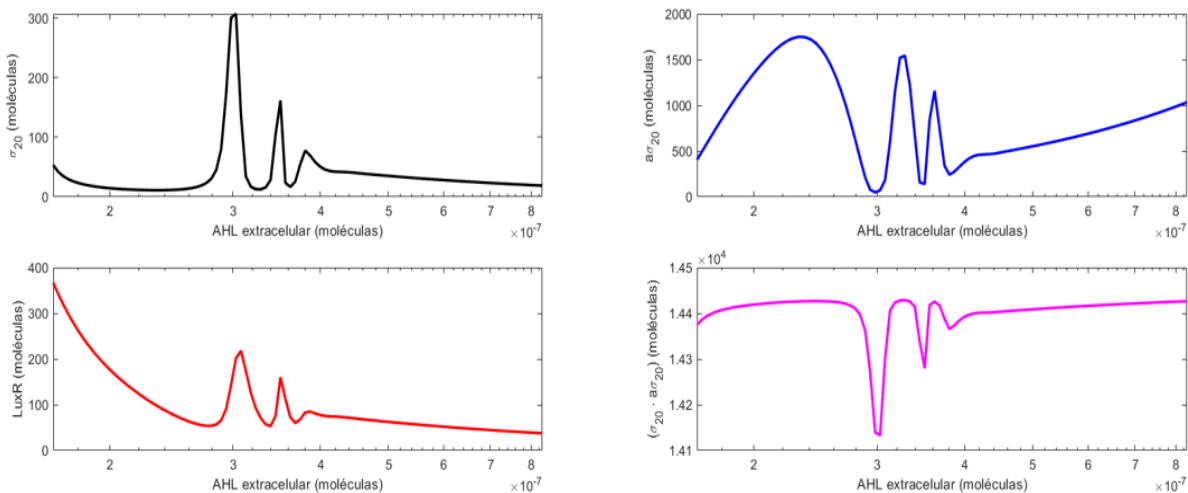 300
200
100
0
σ20 (moléculas)
2 3 4 5 6 7 8
AHL extracelular (moléculas)
×10-7
2000
1500
1000
500
0
aσ20 (moléculas)
2 3 4 5 6 7 8
AHL extracelular (moléculas)
×10-7
400
300
200
100
0
LuxR (moléculas)
2 3 4 5 6 7 8
AHL extracelular (moléculas)
×10-7
×104
1.45
1.44
1.43
1.42
1.41
(σ20 · aσ20) (moléculas)
2 3 4 5 6 7 8
AHL extracelular (moléculas)
×10-7